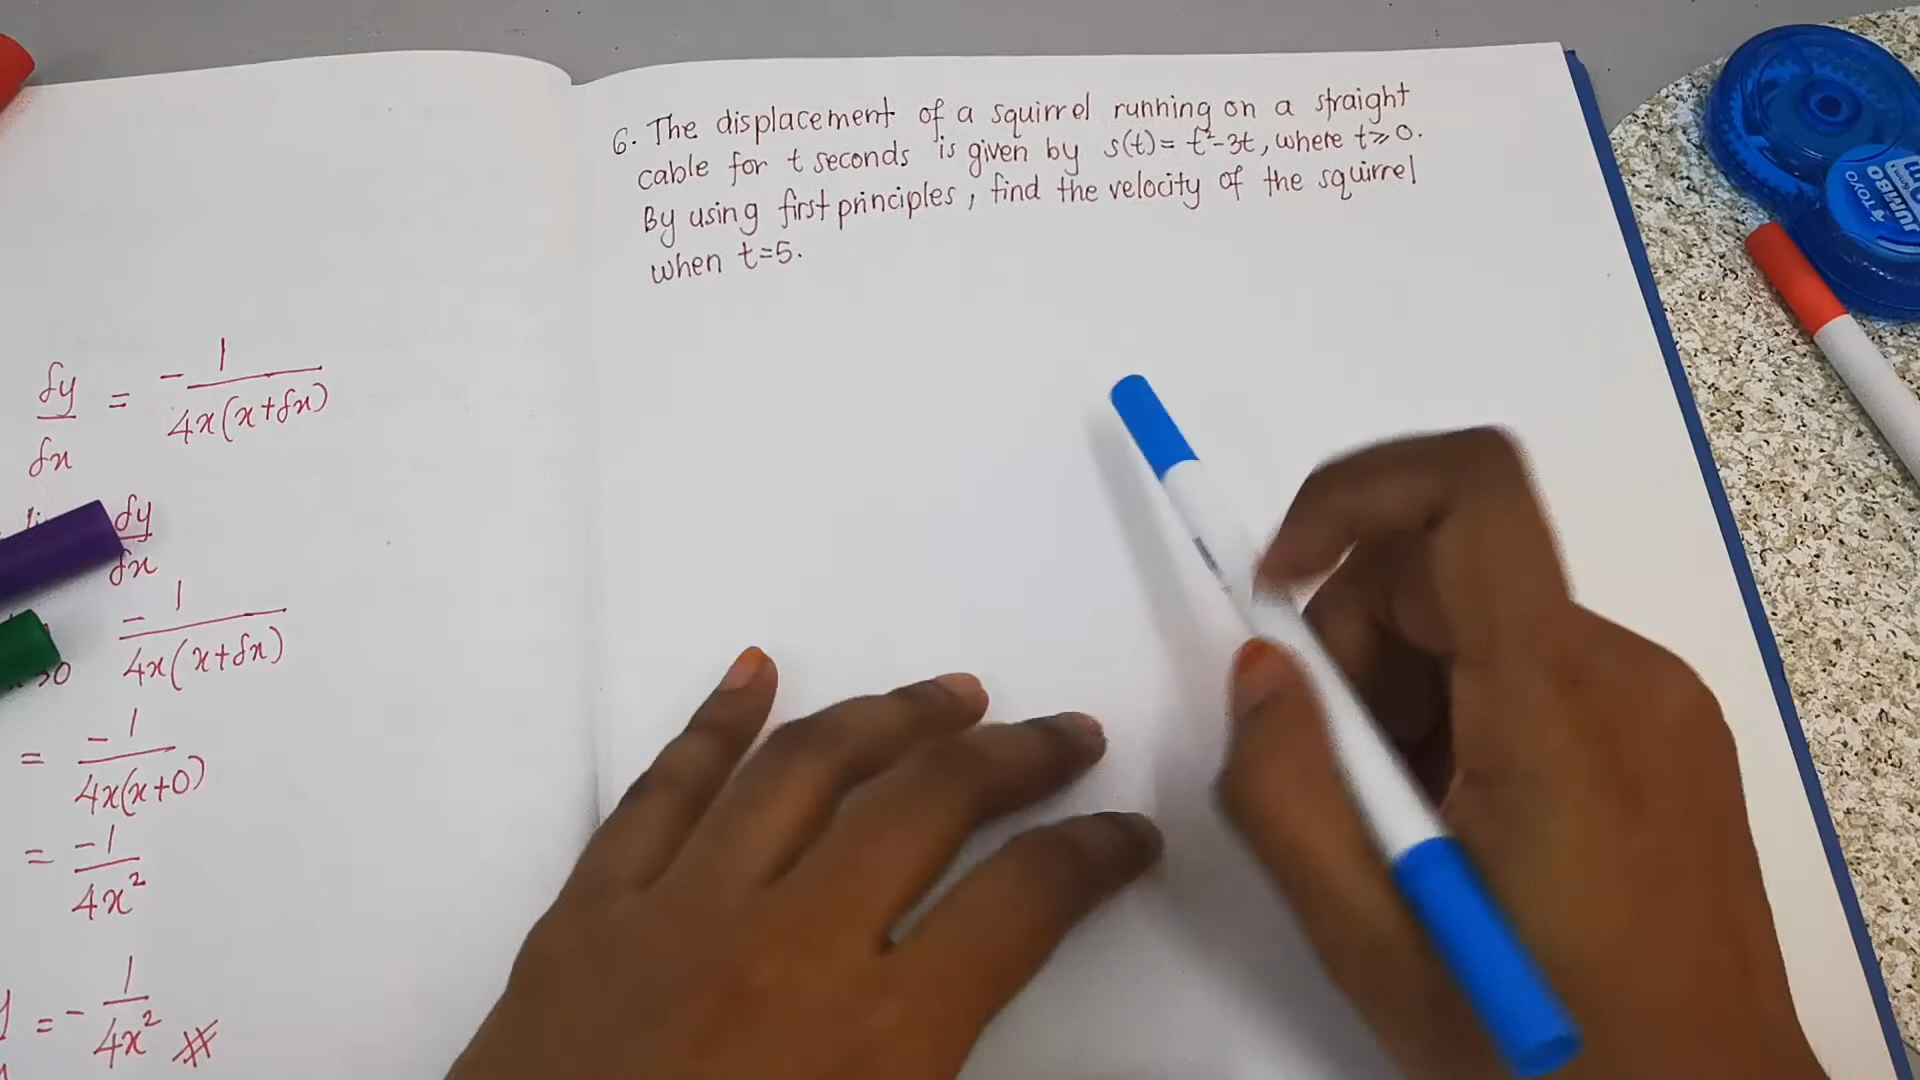 δy
δx
= -1
4x(x+δx)
δy
δx
-1
4x(x+δx)
= -1
4x(x+0)
= -1
4x²
= - 1
4x²
6. The displacement of a squirrel running on a straight
cable for t seconds is given by s(t) = t² - 3t, where t ≥ 0.
By using first principles, find the velocity of the squirrel
when t=5.
TOYO
JUMBO